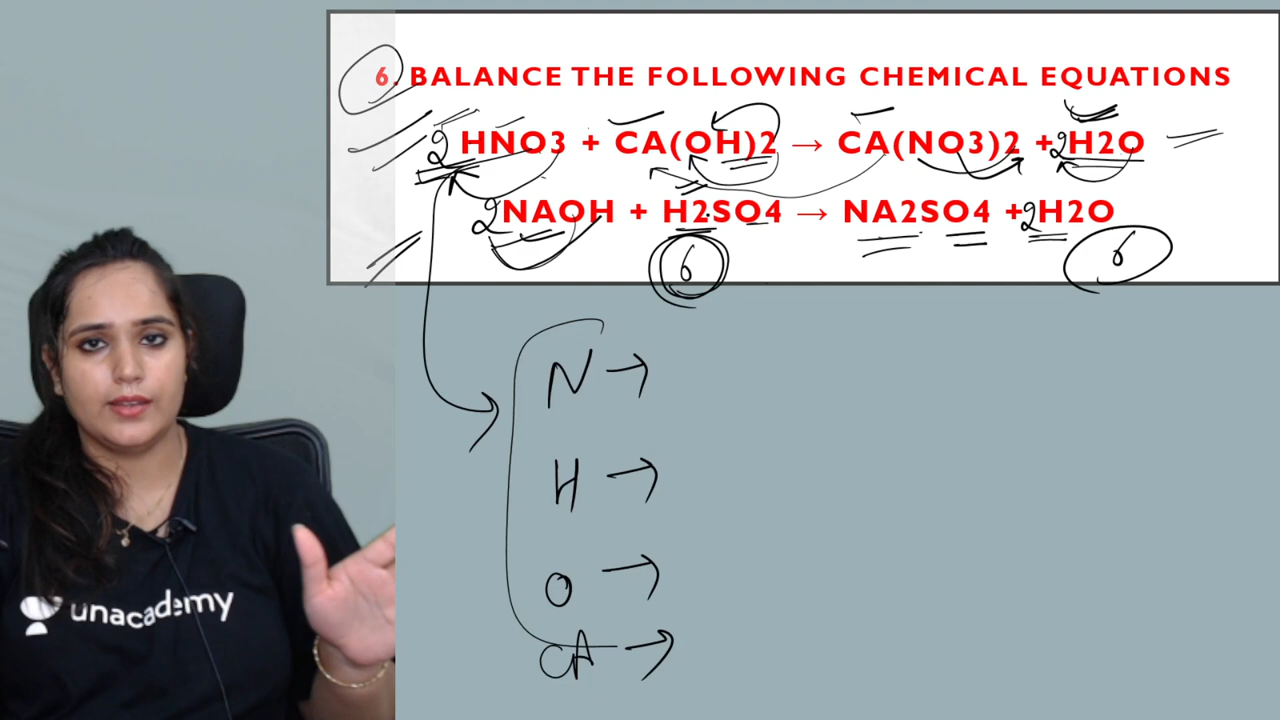 6. BALANCE THE FOLLOWING CHEMICAL EQUATIONS
2 HNO3 + CA(OH)2 → CA(NO3)2 + 2H2O
2NAOH + H2SO4 → NA2SO4 + 2H2O
6 6
N →
H →
O →
CA →
unacademy